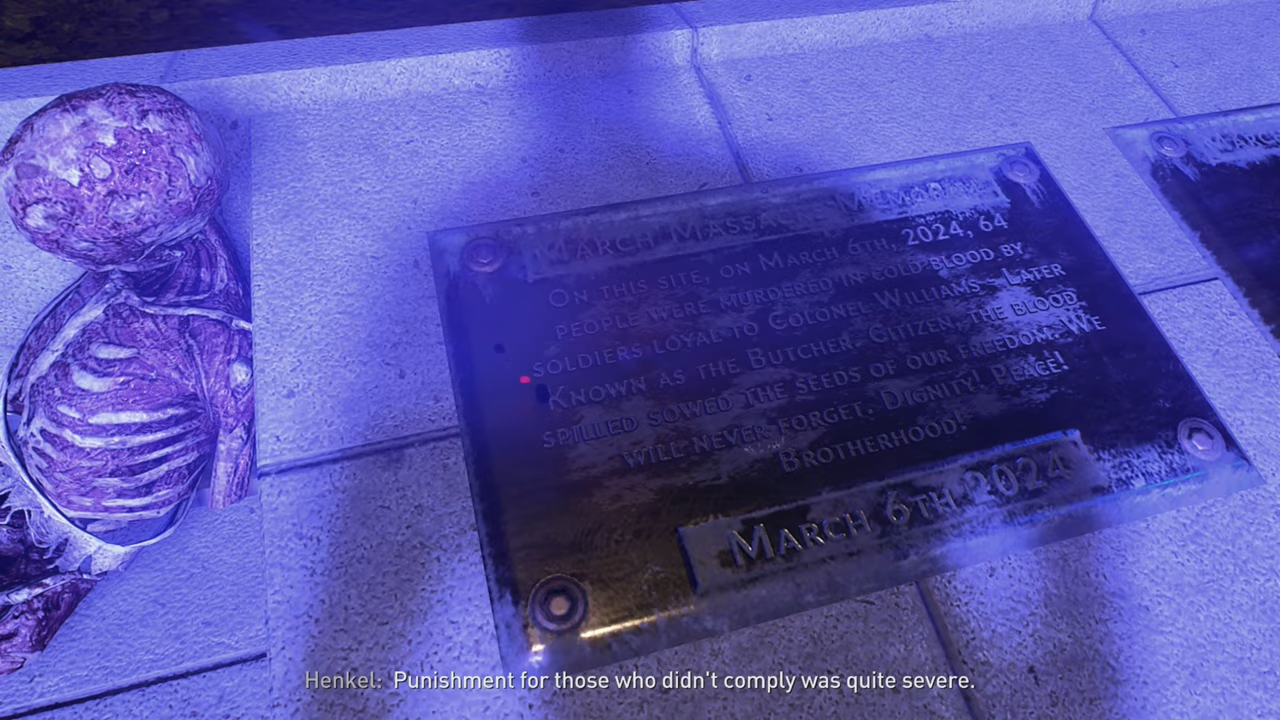 March Massacre
On this site, on March 6th, 2024, 64
people were murdered in cold blood by
soldiers loyal to Colonel Williams - Later
Known as the Butcher. Citizen, the blood
spilled sowed the seeds of our freedom. We
will never forget. Dignity! Peace!
Brotherhood!
March 6th 2024
March
Henkel: Punishment for those who didn't comply was quite severe.